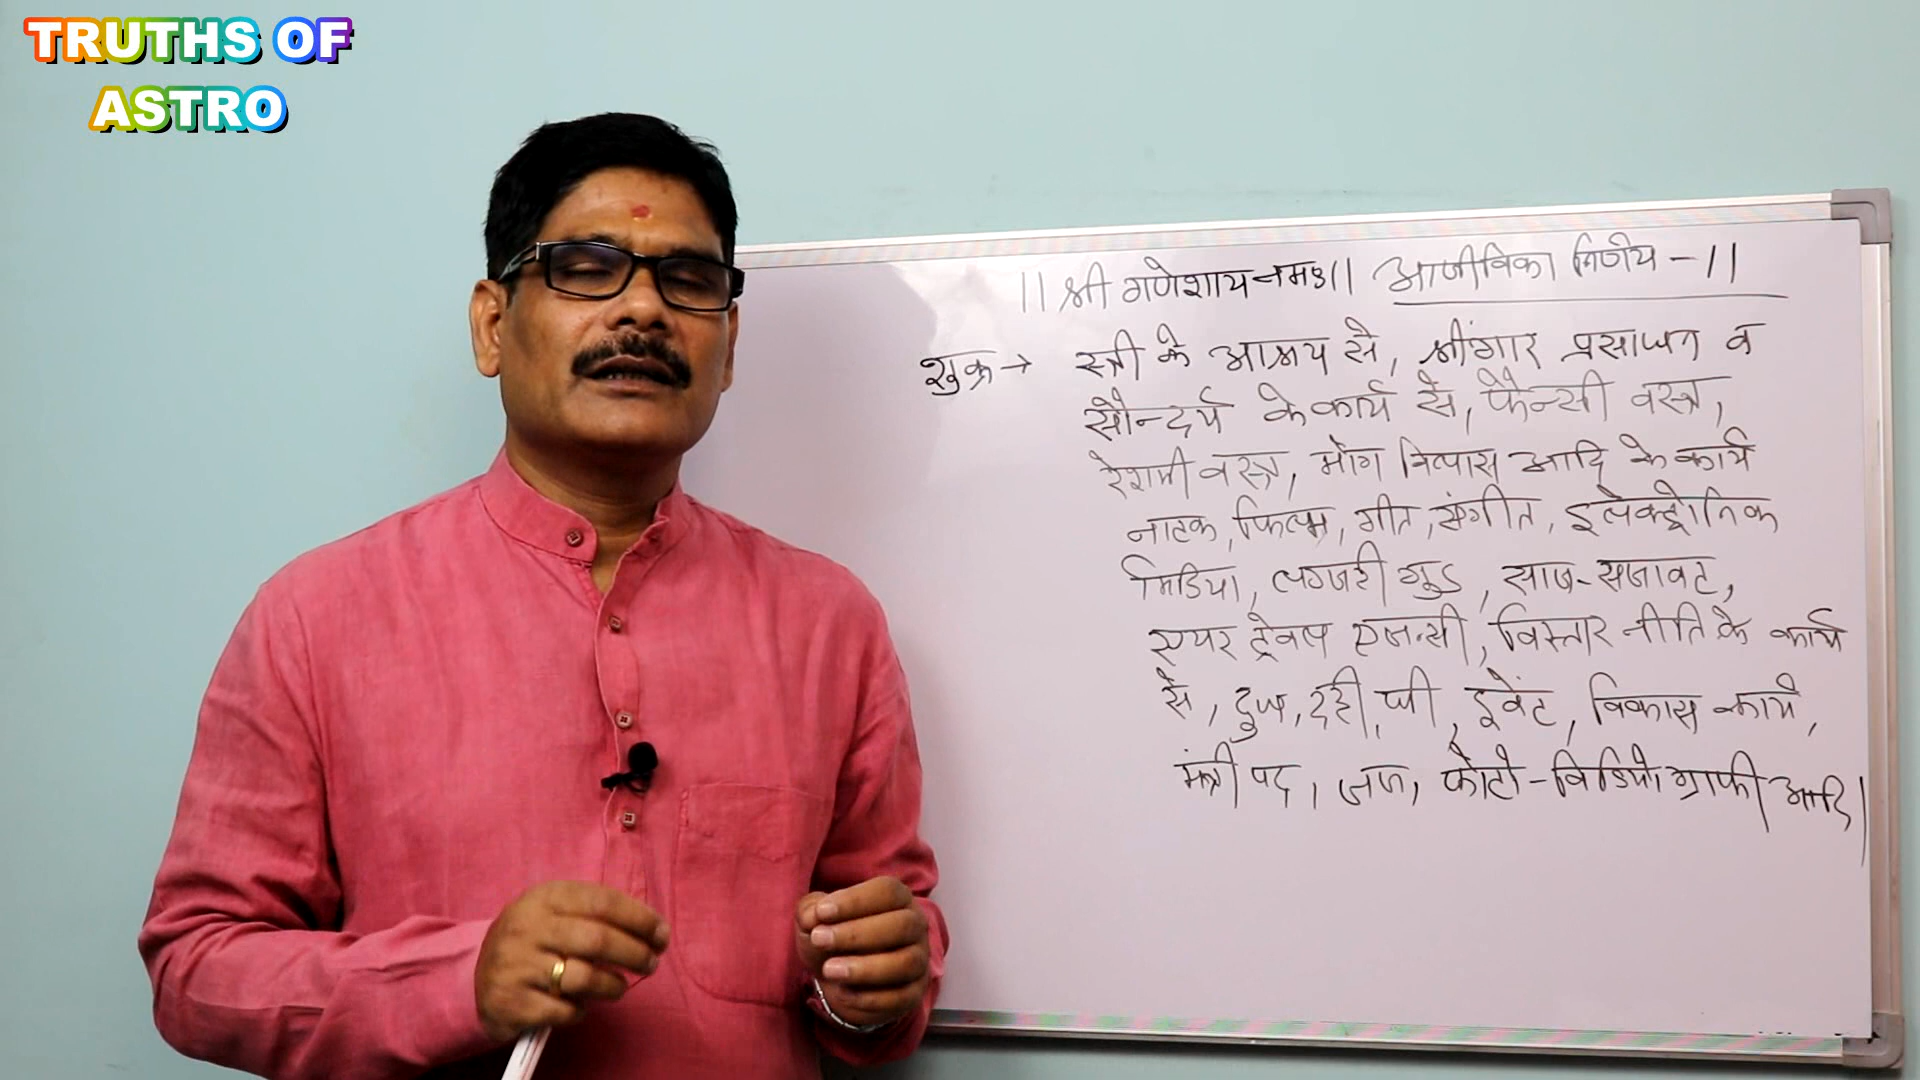 TRUTHS OF
ASTRO
।। श्री गणेशाय नमः।। आजीविका निर्णय - ।।
शुक्र → स्त्री के आश्रय से, श्रींगार प्रसाधन व
सौन्दर्य के कार्य से, फैन्सी वस्त्र,
रेशमी वस्त्र, भोग विलास आदि के कार्य
नाटक, फिल्म, गीत, संगीत, इलेक्ट्रोनिक
मिडिया, लग्जरी गुड, साज-सजावट,
एयर ट्रेवल एजन्सी, विस्तार नीति के कार्य
से, दुध, दही, घी, इवेंट, विकास कार्य,
मंत्री पद, जज, फोटो-विडियोग्राफी आदि।